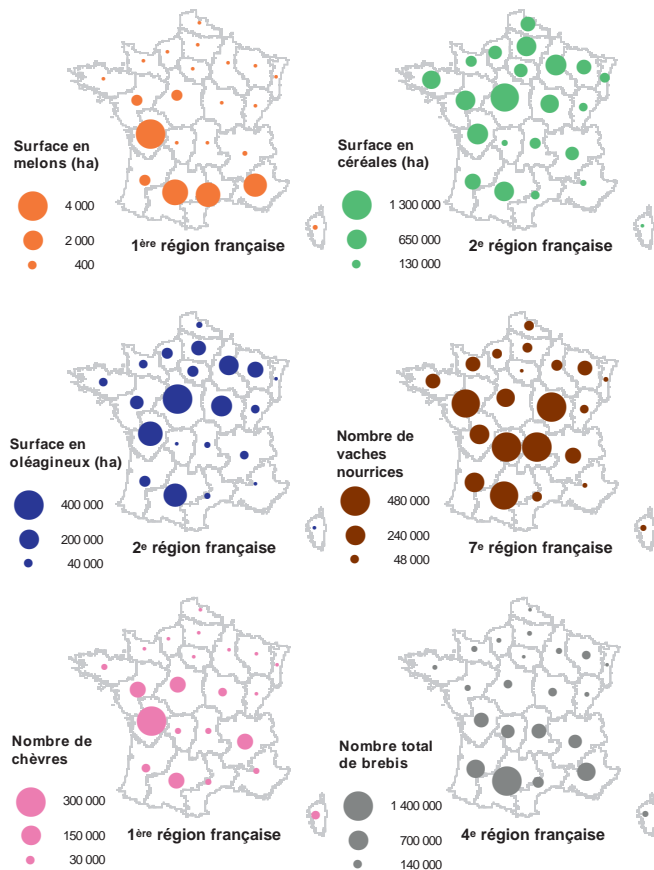 Surface en
melons (ha)
4 000
2 000
400
1ère région française
Surface en
céréales (ha)
1 300 000
650 000
130 000
2e région française
Surface en
oléagineux (ha)
400 000
200 000
40 000
2e région française
Nombre de
vaches
nourrices
480 000
240 000
48 000
7e région française
Nombre de
chèvres
300 000
150 000
30 000
1ère région française
Nombre total
de brebis
1 400 000
700 000
140 000
4e région française